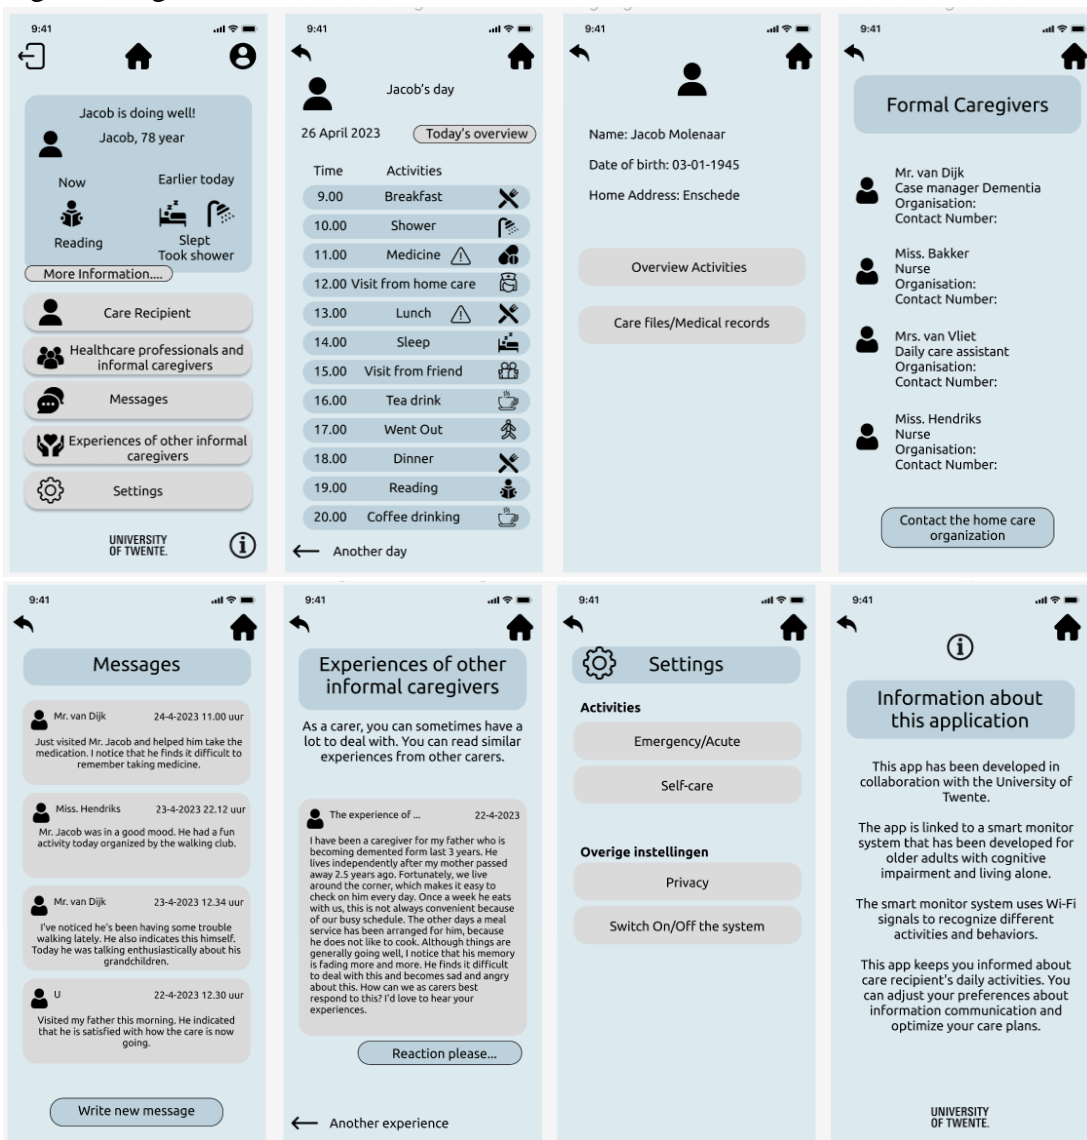 9:41
Jacob is doing well!
Jacob, 78 year
Now
Earlier today
Reading
Slept
Took shower
More Information....
Care Recipient
Healthcare professionals and
informal caregivers
Messages
Experiences of other informal
caregivers
Settings
UNIVERSITY
OF TWENTE.
9:41
Jacob's day
26 April 2023
Today's overview
Time Activities
9.00 Breakfast
10.00 Shower
11.00 Medicine
12.00 Visit from home care
13.00 Lunch
14.00 Sleep
15.00 Visit from friend
16.00 Tea drink
17.00 Went Out
18.00 Dinner
19.00 Reading
20.00 Coffee drinking
Another day
9:41
Name: Jacob Molenaar
Date of birth: 03-01-1945
Home Address: Enschede
Overview Activities
Care files/Medical records
9:41
Formal Caregivers
Mr. van Dijk
Case manager Dementia
Organisation:
Contact Number:
Miss. Bakker
Nurse
Organisation:
Contact Number:
Mrs. van Vliet
Daily care assistant
Organisation:
Contact Number:
Miss. Hendriks
Nurse
Organisation:
Contact Number:
Contact the home care
organization
9:41
Messages
Mr. van Dijk 24-4-2023 11.00 uur
Just visited Mr. Jacob and helped him take the
medication. I notice that he finds it difficult to
remember taking medicine.
Miss. Hendriks 23-4-2023 22.12 uur
Mr. Jacob was in a good mood. He had a fun
activity today organized by the walking club.
Mr. van Dijk 23-4-2023 12.34 uur
I've noticed he's been having some trouble
walking lately. He also indicates this himself.
Today he was talking enthusiastically about his
grandchildren.
U 22-4-2023 12.30 uur
Visited my father this morning. He indicated
that he is satisfied with how the care is now
going.
Write new message
9:41
Experiences of other
informal caregivers
As a carer, you can sometimes have a
lot to deal with. You can read similar
experiences from other carers.
The experience of ... 22-4-2023
I have been a caregiver for my father who is
becoming demented form last 3 years. He
lives independently after my mother passed
away 2.5 years ago. Fortunately, we live
around the corner, which makes it easy to
check on him every day. Once a week he eats
with us, this is not always convenient because
of our busy schedule. The other days a meal
service has been arranged for him, because
he does not like to cook. Although things are
generally going well, I notice that his memory
is fading more and more. He finds it difficult
to deal with this and becomes sad and angry
about this. How can we as carers best
respond to this? I'd love to hear your
experiences.
Reaction please...
Another experience
9:41
Settings
Activities
Emergency/Acute
Self-care
Overige instellingen
Privacy
Switch On/Off the system
9:41
Information about
this application
This app has been developed in
collaboration with the University of
Twente.
The app is linked to a smart monitor
system that has been developed for
older adults with cognitive
impairment and living alone.
The smart monitor system uses Wi-Fi
signals to recognize different
activities and behaviors.
This app keeps you informed about
care recipient's daily activities. You
can adjust your preferences about
information communication and
optimize your care plans.
UNIVERSITY
OF TWENTE.